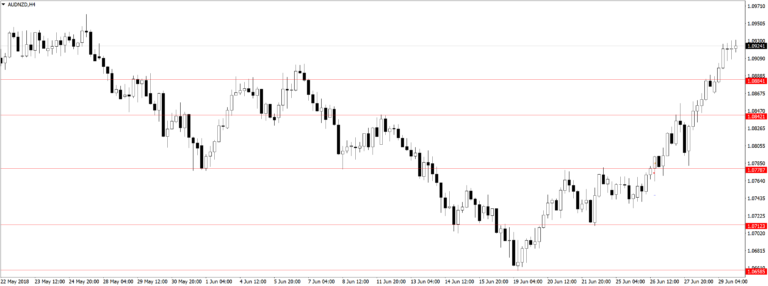 AUDNZD,H4
1.09710
1.09505
1.09300
1.09241
1.09090
1.08885
1.08841
1.08670
1.08470
1.08421
1.08265
1.08055
1.07850
1.07787
1.07640
1.07435
1.07225
1.07123
1.07020
1.06815
1.06585
22 May 2018
23 May 12:00
24 May 20:00
28 May 04:00
29 May 12:00
30 May 20:00
1 Jun 04:00
4 Jun 12:00
5 Jun 20:00
7 Jun 04:00
8 Jun 12:00
11 Jun 20:00
13 Jun 04:00
14 Jun 12:00
15 Jun 20:00
19 Jun 04:00
20 Jun 12:00
21 Jun 20:00
25 Jun 04:00
26 Jun 12:00
27 Jun 20:00
29 Jun 04:00